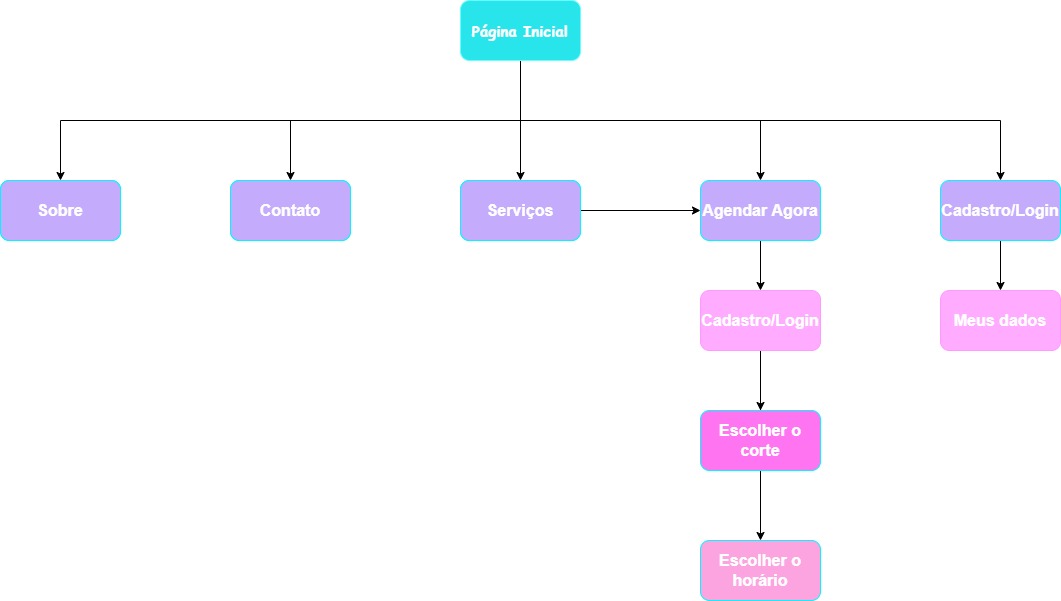 Página Inicial
Sobre
Contato
Serviços
Agendar Agora
Cadastro/Login
Cadastro/Login
Meus dados
Escolher o
corte
Escolher o
horário